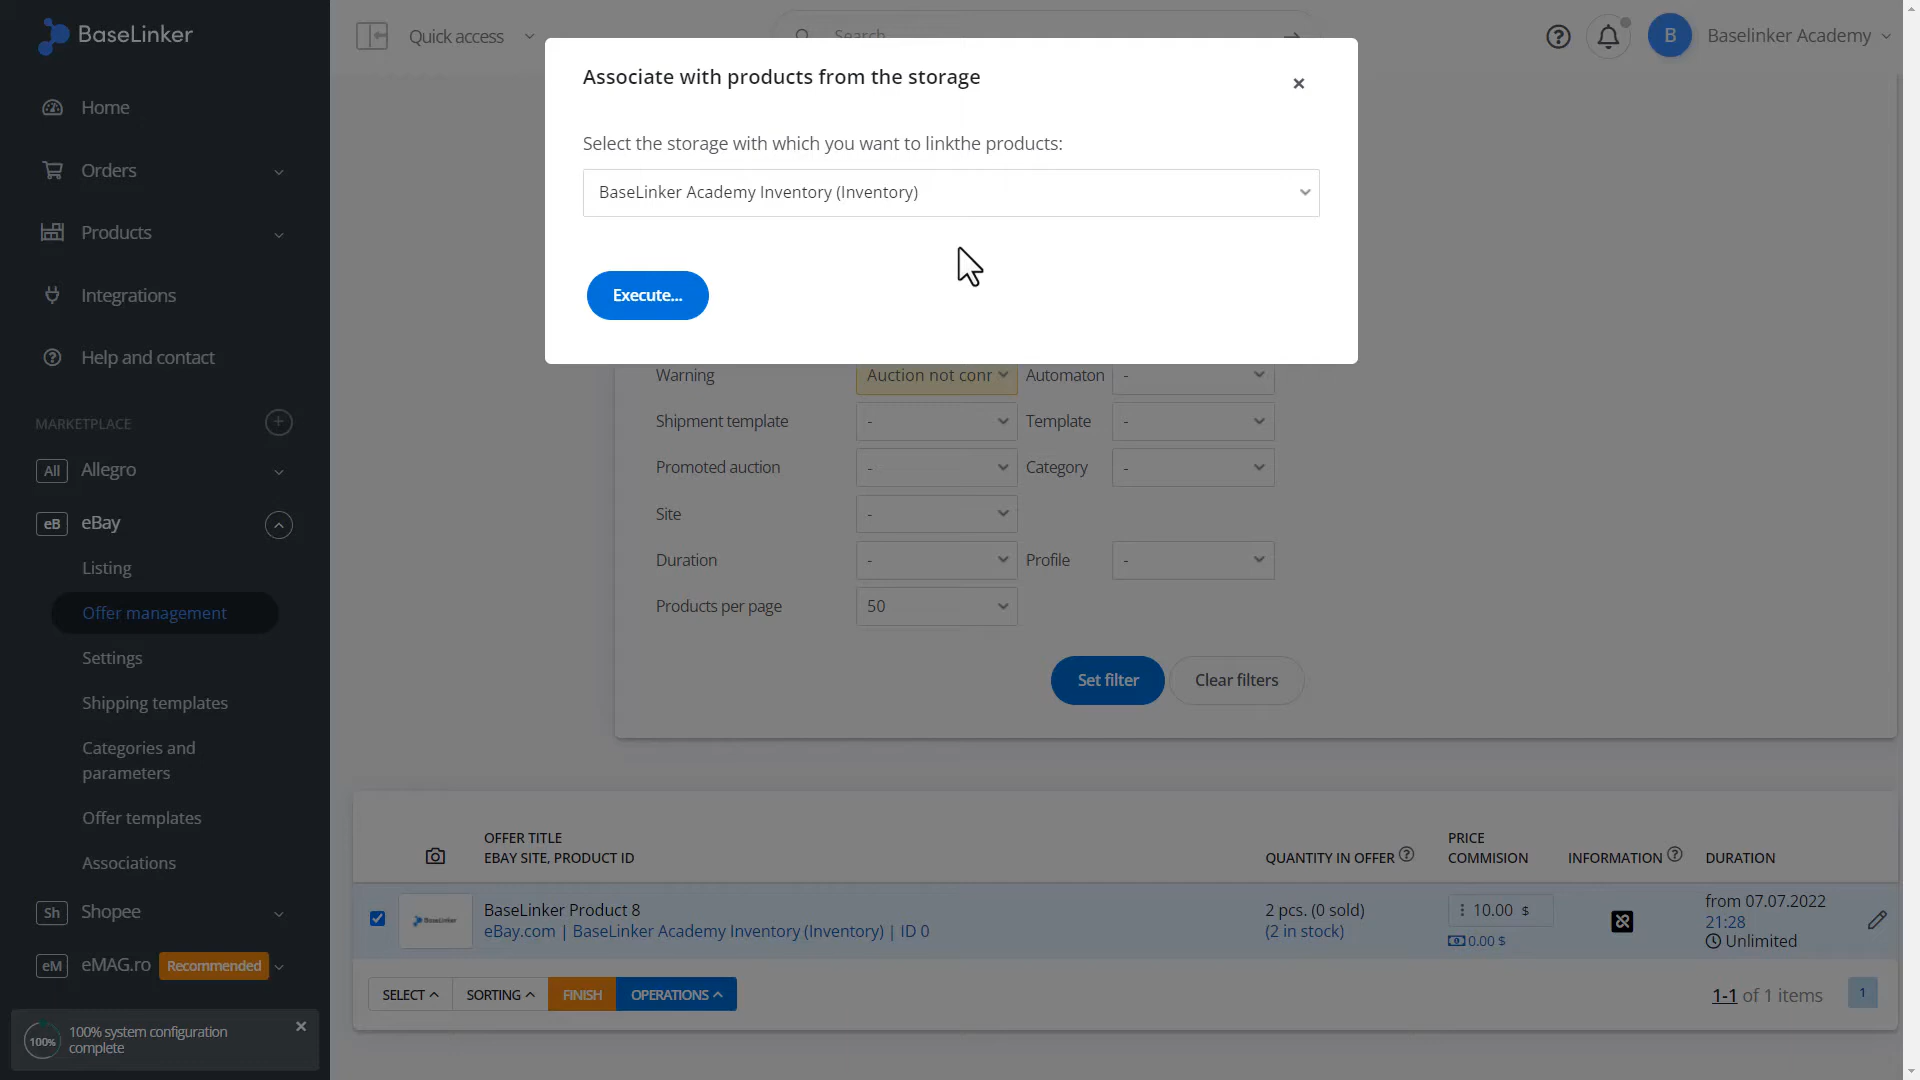 BaseLinker
Quick access
Search
B
Baselinker Academy
Home
Orders
Products
Integrations
Help and contact
MARKETPLACE
All Allegro
eB eBay
Listing
Offer management
Settings
Shipping templates
Categories and
parameters
Offer templates
Associations
Sh Shopee
eM eMAG.ro Recommended
100%
100% system configuration
complete
Associate with products from the storage
Select the storage with which you want to linkthe products:
BaseLinker Academy Inventory (Inventory)
Execute...
Warning Auction not conr Automaton -
Shipment template - Template -
Promoted auction - Category -
Site -
Duration - Profile -
Products per page 50
Set filter Clear filters
OFFER TITLE
EBAY SITE, PRODUCT ID
QUANTITY IN OFFER
PRICE
COMMISION
INFORMATION
DURATION
BaseLinker
BaseLinker Product 8
eBay.com | BaseLinker Academy Inventory (Inventory) | ID 0
2 pcs. (0 sold)
(2 in stock)
10.00 $
0.00 $
from 07.07.2022
21:28
Unlimited
SELECT SORTING FINISH OPERATIONS
1-1 of 1 items 1